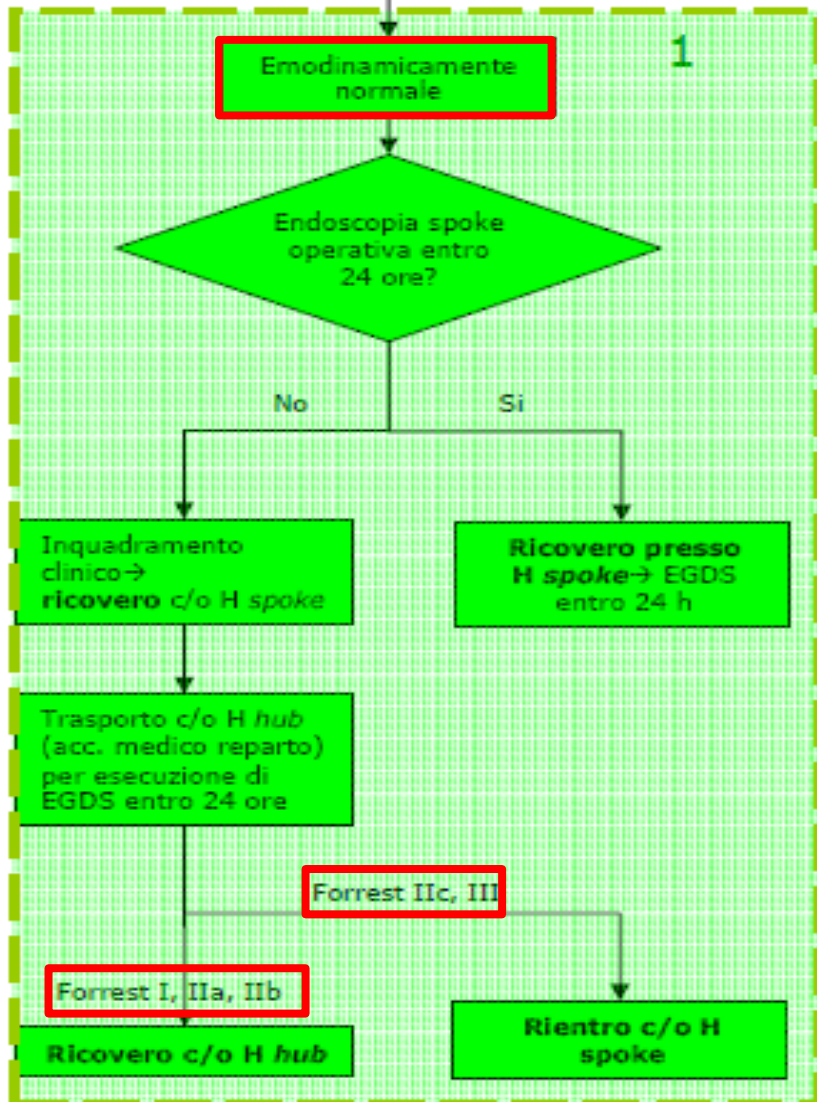 1
Emodinamicamente
normale
Endoscopia spoke
operativa entro
24 ore?
No
Si
Inquadramento
clinico→
ricovero c/o H spoke
Ricovero presso
H spoke→ EGDS
entro 24 h
Trasporto c/o H hub
(acc. medico reparto)
per esecuzione di
EGDS entro 24 ore
Forrest IIc, III
Forrest I, IIa, IIb
Ricovero c/o H hub
Rientro c/o H
spoke